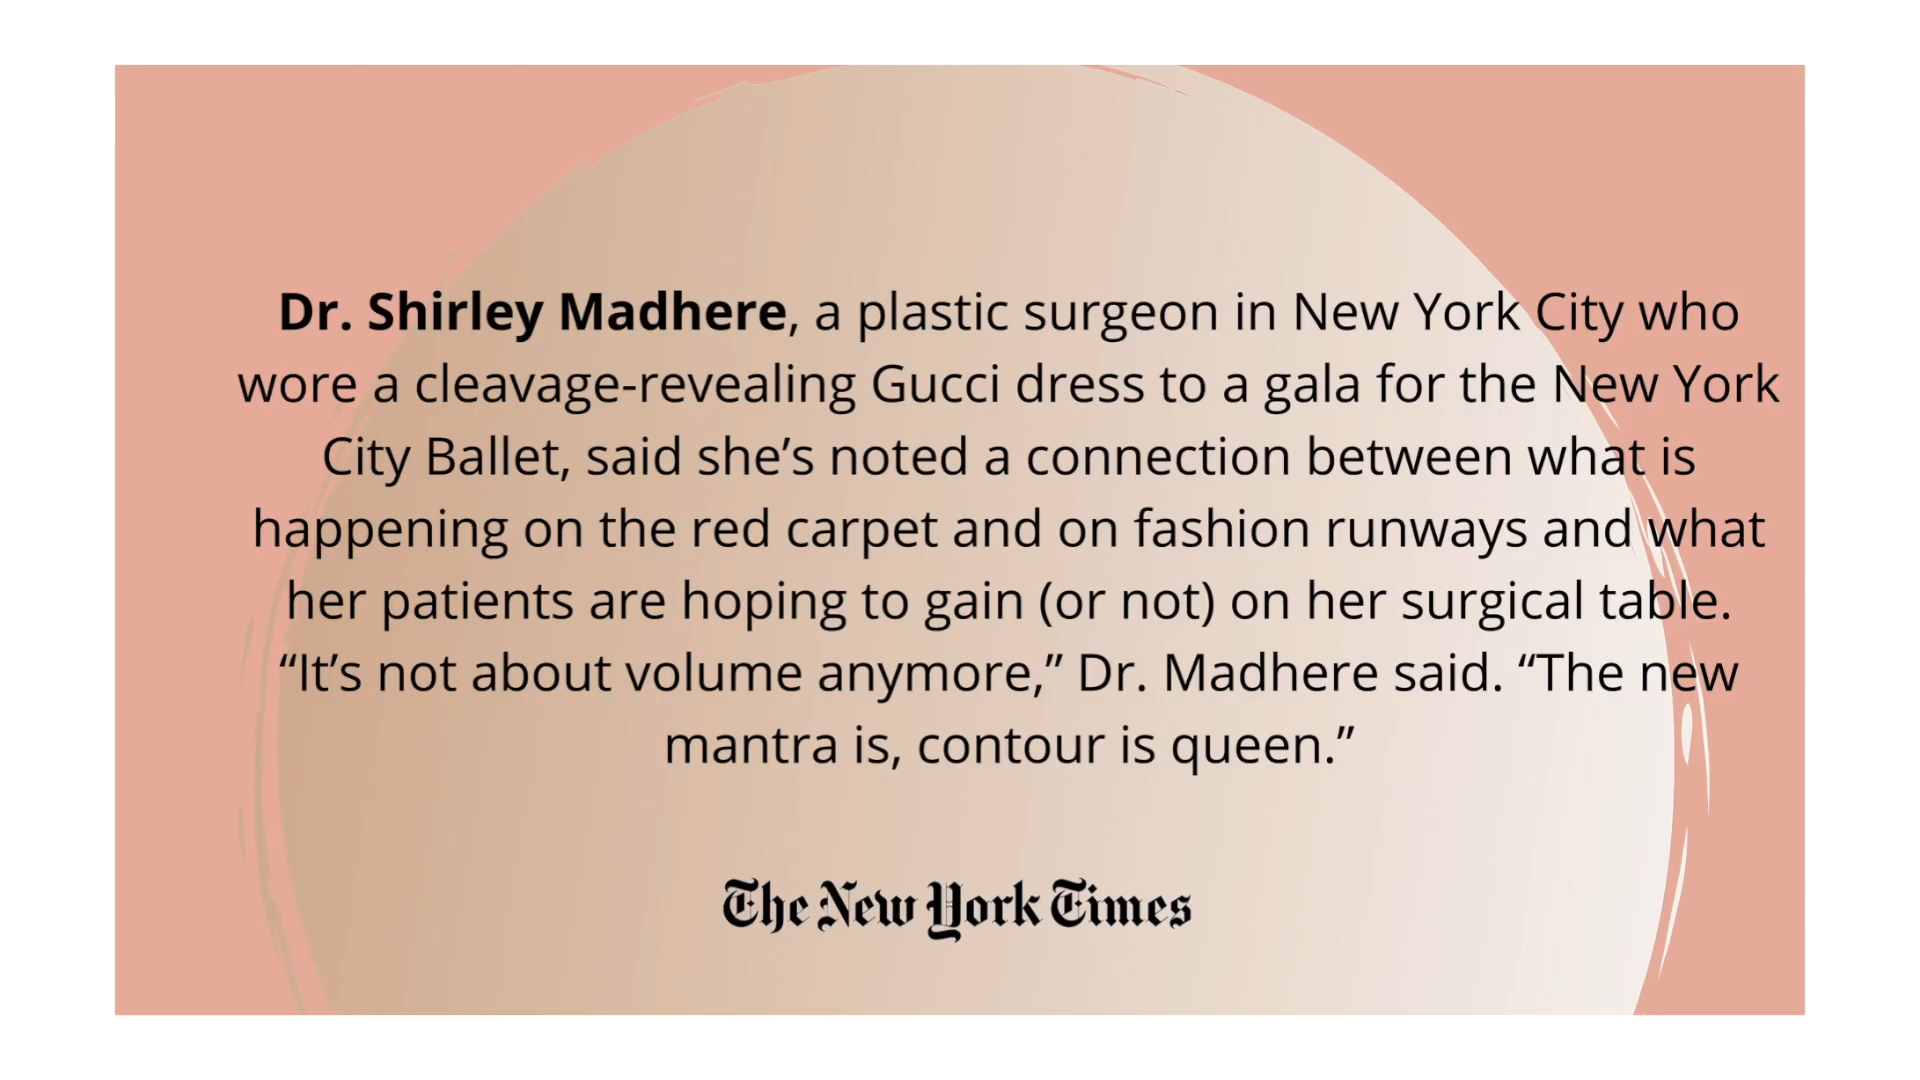 Dr. Shirley Madhere, a plastic surgeon in New York City who
wore a cleavage-revealing Gucci dress to a gala for the New York
City Ballet, said she’s noted a connection between what is
happening on the red carpet and on fashion runways and what
her patients are hoping to gain (or not) on her surgical table.
“It’s not about volume anymore,” Dr. Madhere said. “The new
mantra is, contour is queen.”
The New York Times